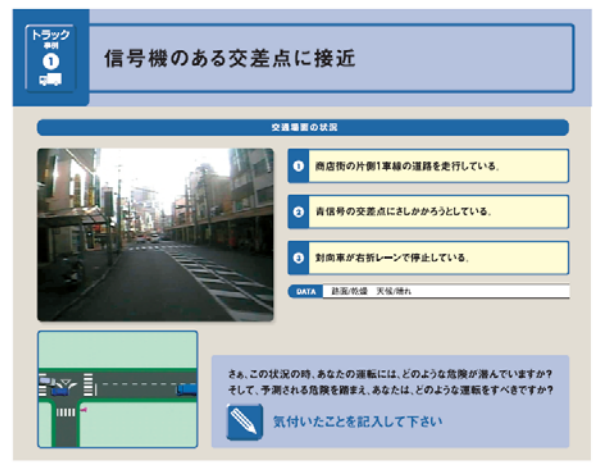 トラック
事例
1
信号機のある交差点に接近
交通場面の状況
1 商店街の片側1車線の道路を走行している。
2 青信号の交差点にさしかかろうとしている。
3 対向車が右折レーンで停止している。
DATA 路面/乾燥 天候/晴れ
さぁ、この状況の時、あなたの運転には、どのような危険が潜んでいますか?
そして、予測される危険を踏まえ、あなたは、どのような運転をすべきですか?
気付いたことを記入して下さい